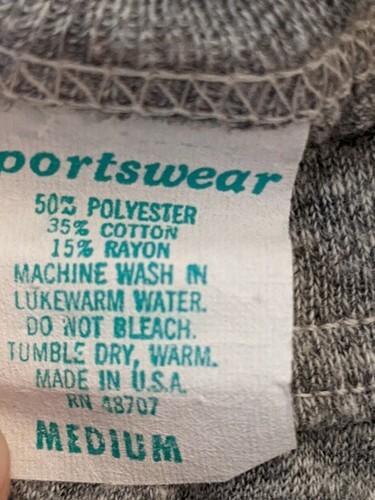 portswear
50% POLYESTER
35% COTTON
15% RAYON
MACHINE WASH IN
LUKEWARM WATER.
DO NOT BLEACH.
TUMBLE DRY, WARM.
MADE IN U.S.A.
RN 48707
MEDIUM